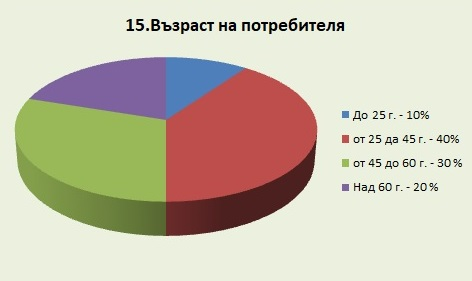 15.Възраст на потребителя
До 25 г. - 10%
от 25 да 45 г. - 40%
от 45 до 60 г. - 30 %
Над 60 г. - 20 %